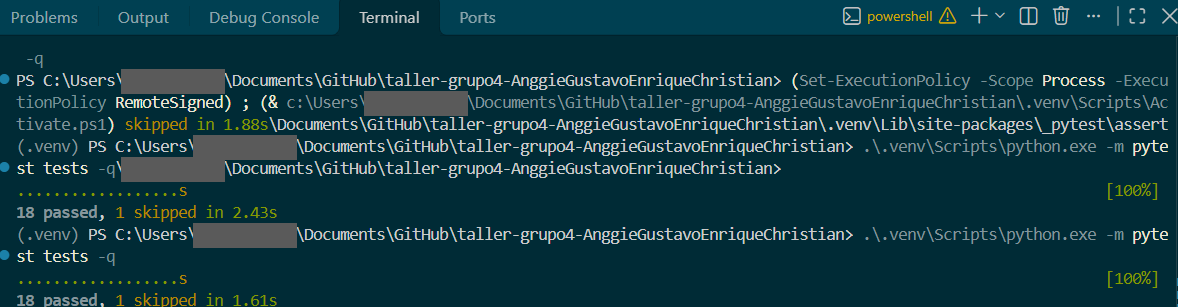 Problems Output Debug Console Terminal Ports powershell
-q
PS C:\Users\ \Documents\GitHub\taller-grupo4-AnggieGustavoEnriqueChristian> (Set-ExecutionPolicy -Scope Process -Execu
tionPolicy RemoteSigned) ; (& c:\Users\ \Documents\GitHub\taller-grupo4-AnggieGustavoEnriqueChristian\.venv\Scripts\Ac
tivate.ps1) skipped in 1.88s\Documents\GitHub\taller-grupo4-AnggieGustavoEnriqueChristian\.venv\Lib\site-packages\_pytest\assert
(.venv) PS C:\Users\ \Documents\GitHub\taller-grupo4-AnggieGustavoEnriqueChristian> .\.venv\Scripts\python.exe -m pyte
st tests -q\ \Documents\GitHub\taller-grupo4-AnggieGustavoEnriqueChristian>
..................s [100%]
18 passed, 1 skipped in 2.43s
(.venv) PS C:\Users\ \Documents\GitHub\taller-grupo4-AnggieGustavoEnriqueChristian> .\.venv\Scripts\python.exe -m pyte
st tests -q
..................s [100%]
18 passed, 1 skipped in 1.61s